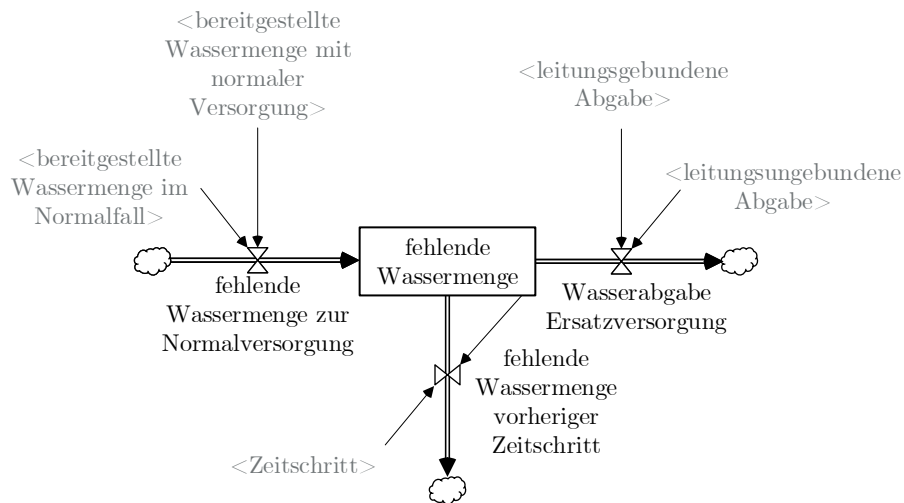 <bereitgestellte
Wassermenge mit
normaler
Versorgung>
<leitungsgebundene
Abgabe>
<bereitgestellte
Wassermenge im
Normalfall>
<leitungsungebundene
Abgabe>
fehlende
Wassermenge
fehlende
Wassermenge zur
Normalversorgung
Wasserabgabe
Ersatzversorgung
fehlende
Wassermenge
vorheriger
Zeitschritt
<Zeitschritt>